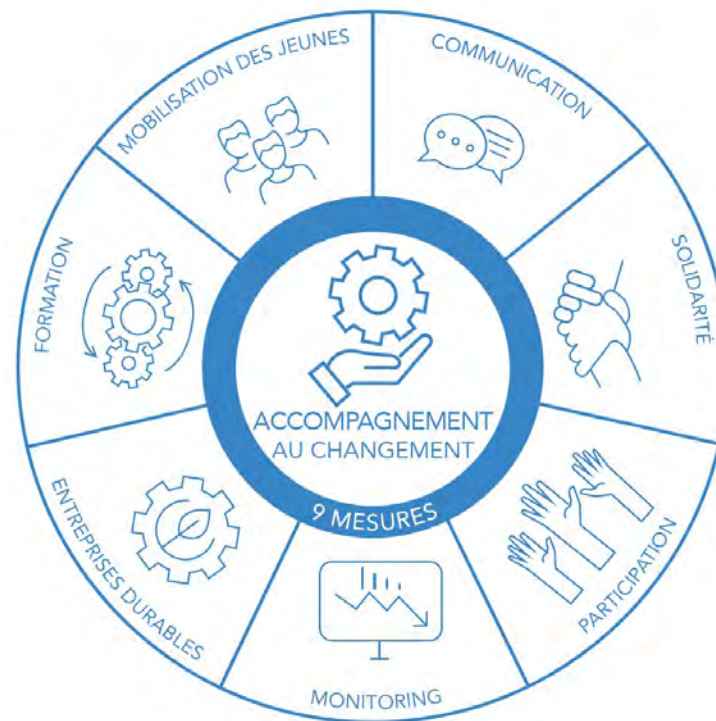 MOBILISATION DES JEUNES
COMMUNICATION
SOLIDARITÉ
PARTICIPATION
MONITORING
ENTREPRISES DURABLES
FORMATION
ACCOMPAGNEMENT
AU CHANGEMENT
9 MESURES